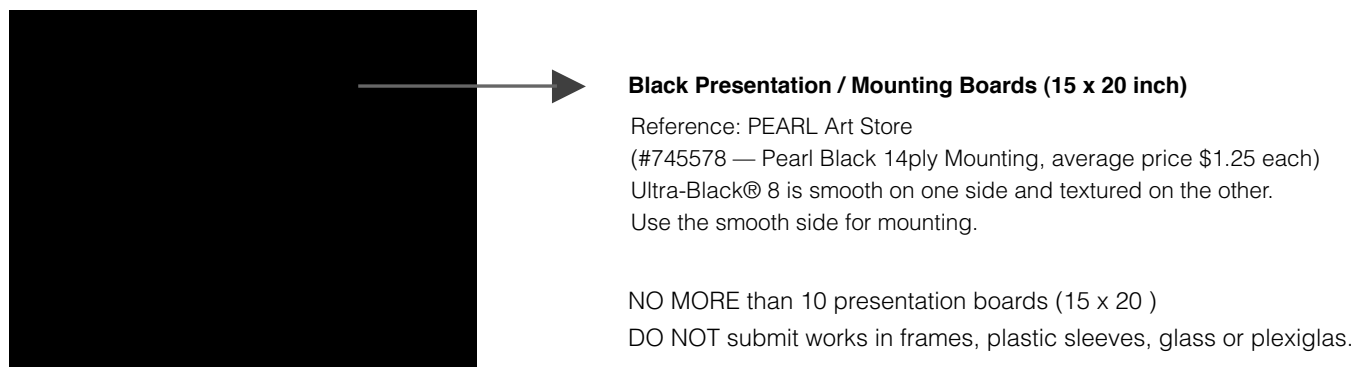 Black Presentation / Mounting Boards (15 x 20 inch)
Reference: PEARL Art Store
(#745578 — Pearl Black 14ply Mounting, average price $1.25 each)
Ultra-Black® 8 is smooth on one side and textured on the other.
Use the smooth side for mounting.
NO MORE than 10 presentation boards (15 x 20 )
DO NOT submit works in frames, plastic sleeves, glass or plexiglas.